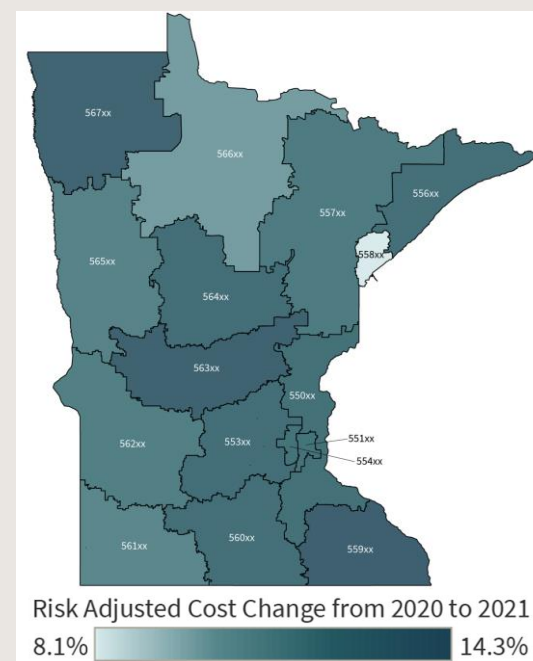 567xx
566xx
556xx
557xx
558xx
565xx
564xx
563xx
550xx
551xx
553xx
562xx
554xx
561xx
560xx
559xx
Risk Adjusted Cost Change from 2020 to 2021
8.1% 14.3%